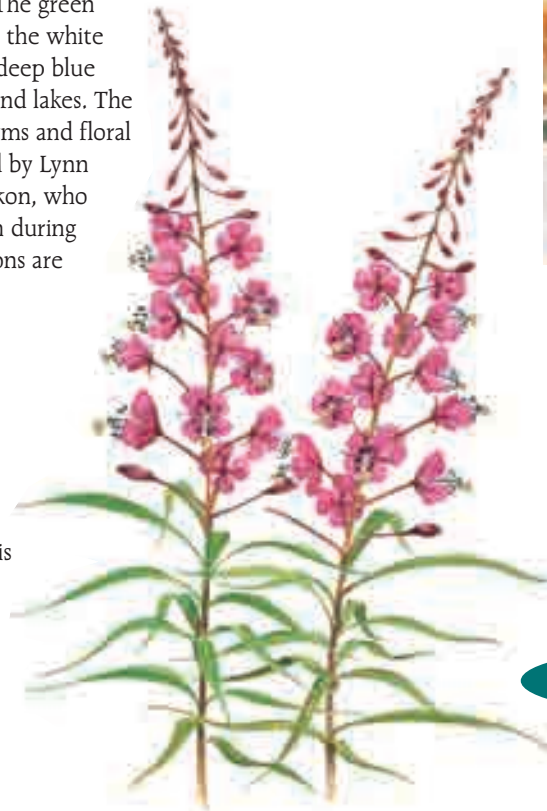 The green
the white
deep blue
nd lakes. The
ms and floral
l by Lynn
kon, who
n during
ons are
is